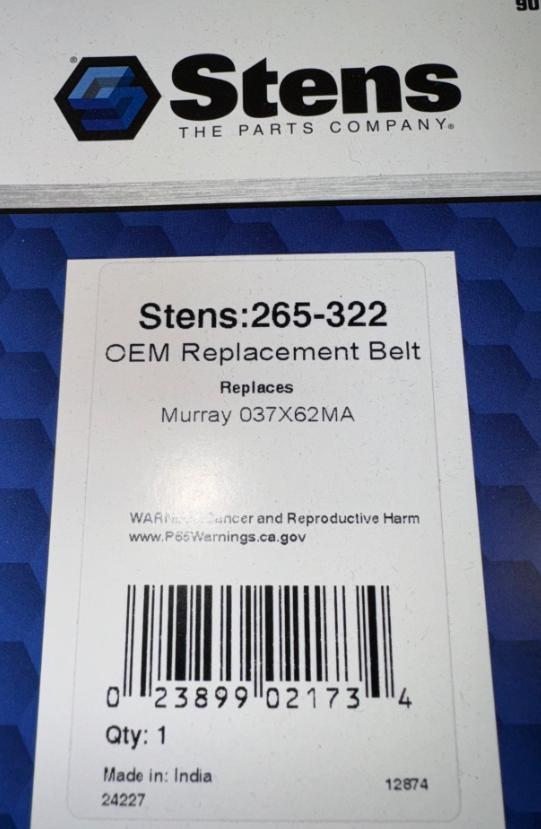 90
Stens
THE PARTS COMPANY®
Stens:265-322
OEM Replacement Belt
Replaces
Murray 037X62MA
Cancer and Reproductive Harm
www.P65Warnings.ca.gov
0 23899 02173 4
Qty: 1
Made in: India
24227
12874